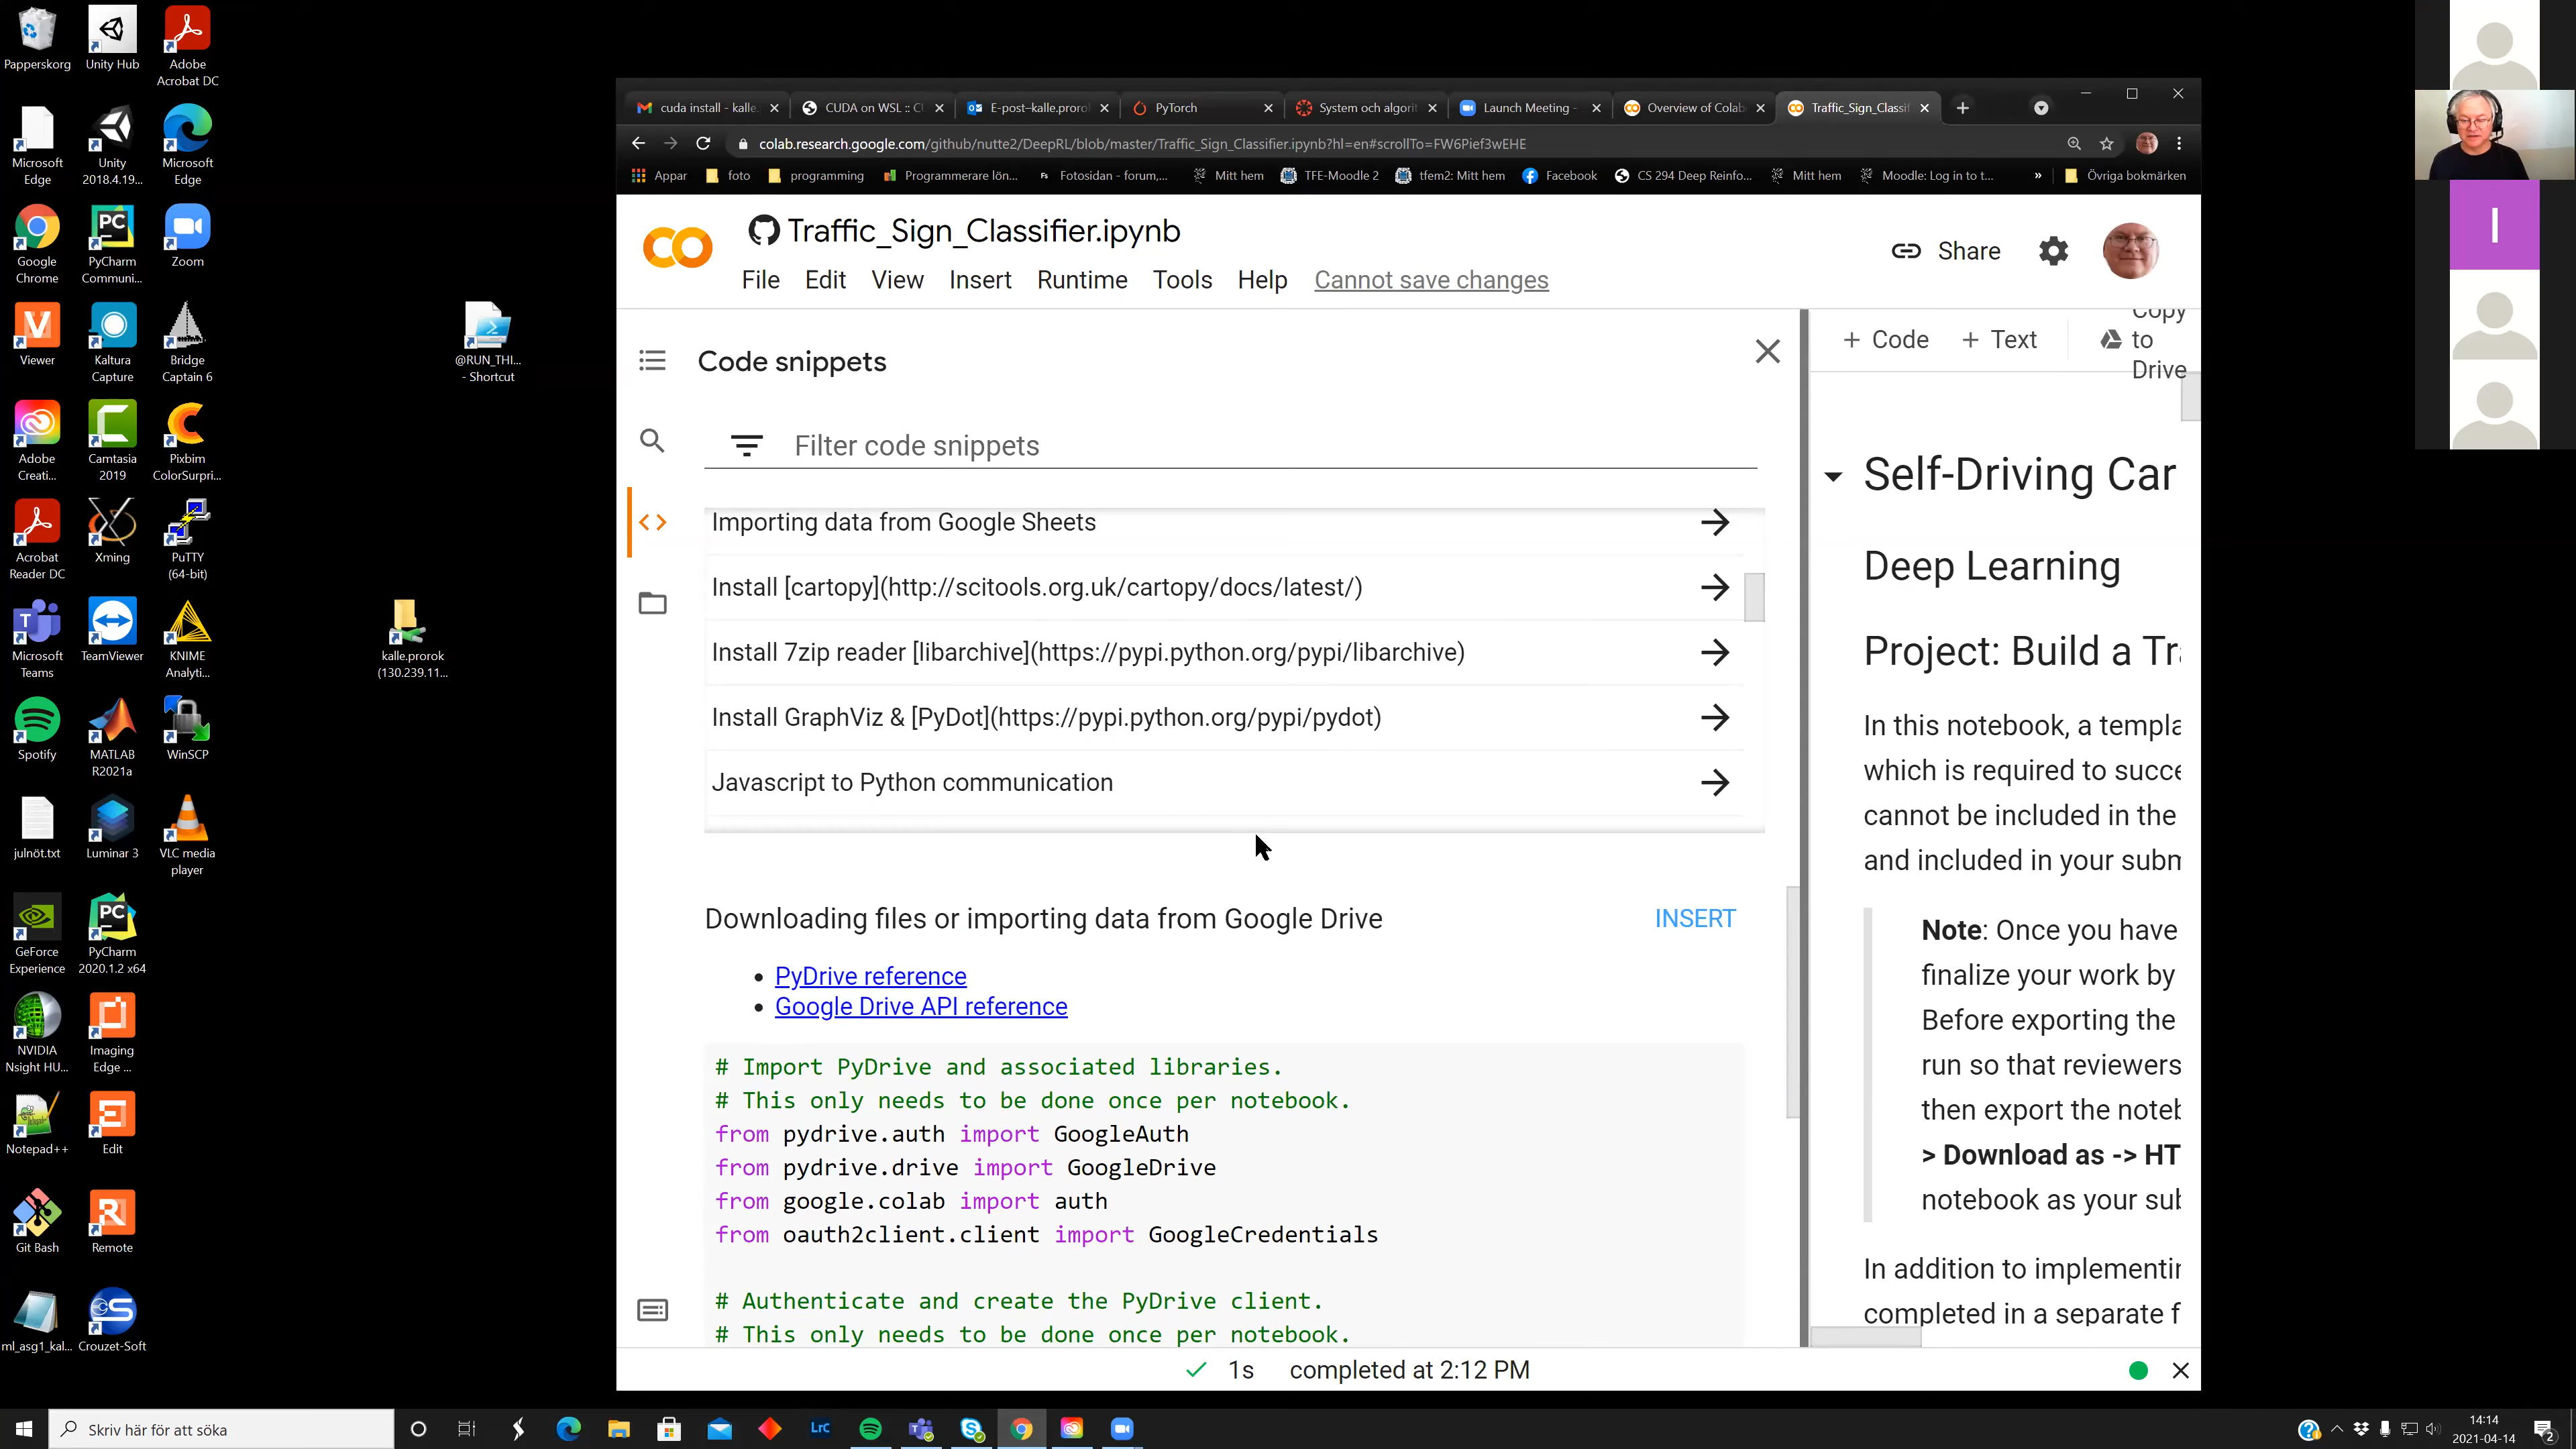 Papperskorg
Unity Hub
Adobe
Acrobat DC
Microsoft
Edge
Unity
2018.4.19...
Microsoft
Edge
Google
Chrome
PyCharm
Communi...
Zoom
Viewer
Kaltura
Capture
Bridge
Captain 6
Adobe
Creati...
Camtasia
2019
Pixbim
ColorSurpri...
Acrobat
Reader DC
Xming
PuTTY
(64-bit)
Microsoft
Teams
TeamViewer
KNIME
Analyti...
Spotify
MATLAB
R2021a
WinSCP
julnöt.txt
Luminar 3
VLC media
player
GeForce
Experience
PyCharm
2020.1.2 x64
NVIDIA
Nsight HU...
Imaging
Edge ...
Notepad++
Edit
Git Bash
Remote
ml_asg1_kal...
Crouzet-Soft
@RUN_THI...
- Shortcut
kalle.prorok
(130.239.11...
cuda install - kalle.
CUDA on WSL :: CU
E-post–kalle.proro
PyTorch
System och algori
Launch Meeting -
Overview of Colab
Traffic_Sign_Classif
colab.research.google.com/github/nutte2/DeepRL/blob/master/Traffic_Sign_Classifier.ipynb?hl=en#scrollTo=FW6Pief3wEHE
Appar
foto
programming
Programmerare lön...
Fs
Fotosidan - forum,...
Mitt hem
TFE-Moodle 2
tfem2: Mitt hem
Facebook
CS 294 Deep Reinfo...
Mitt hem
Moodle: Log in to t...
»
Övriga bokmärken
Traffic_Sign_Classifier.ipynb
File Edit View Insert Runtime Tools Help Cannot save changes
Share
Code snippets
Filter code snippets
Importing data from Google Sheets
Install [cartopy](http://scitools.org.uk/cartopy/docs/latest/)
Install 7zip reader [libarchive](https://pypi.python.org/pypi/libarchive)
Install GraphViz & [PyDot](https://pypi.python.org/pypi/pydot)
Javascript to Python communication
Downloading files or importing data from Google Drive
INSERT
• PyDrive reference
• Google Drive API reference
# Import PyDrive and associated libraries.
# This only needs to be done once per notebook.
from pydrive.auth import GoogleAuth
from pydrive.drive import GoogleDrive
from google.colab import auth
from oauth2client.client import GoogleCredentials
# Authenticate and create the PyDrive client.
# This only needs to be done once per notebook.
+ Code + Text
Copy
to
Drive
Self-Driving Car
Deep Learning
Project: Build a Tra
In this notebook, a templa
which is required to succe
cannot be included in the
and included in your subm
Note: Once you have
finalize your work by
Before exporting the
run so that reviewers
then export the noteb
> Download as -> HT
notebook as your sub
In addition to implementin
completed in a separate f
1s completed at 2:12 PM
I
Skriv här för att söka
LrC
14:14
2021-04-14
2